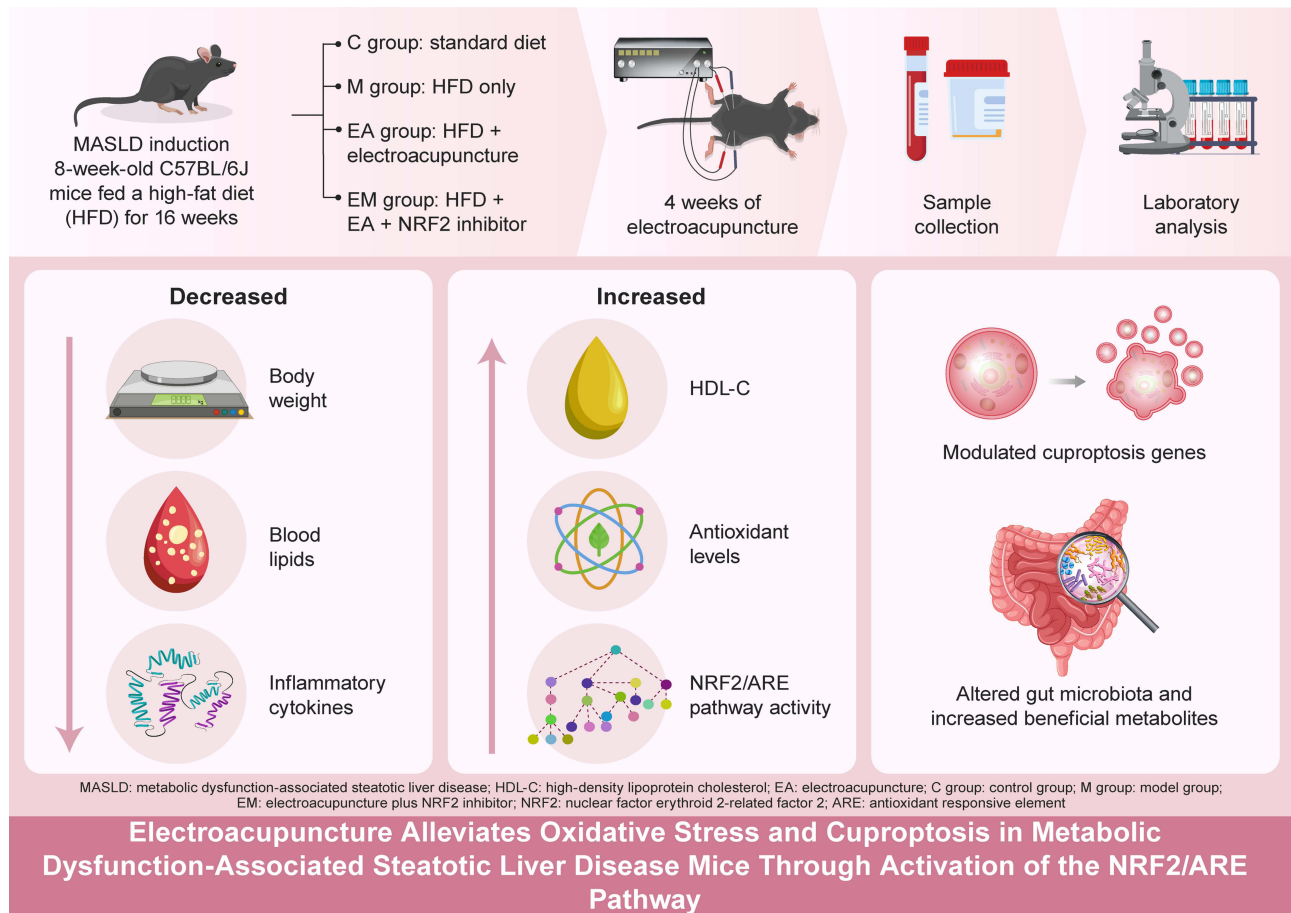 MASLD induction
8-week-old C57BL/6J
mice fed a high-fat diet
(HFD) for 16 weeks
C group: standard diet
M group: HFD only
EA group: HFD +
electroacupuncture
EM group: HFD +
EA + NRF2 inhibitor
4 weeks of
electroacupuncture
Sample
collection
Laboratory
analysis
Decreased
Body
weight
Blood
lipids
Inflammatory
cytokines
Increased
HDL-C
Antioxidant
levels
NRF2/ARE
pathway activity
Modulated cuproptosis genes
Altered gut microbiota and
increased beneficial metabolites
MASLD: metabolic dysfunction-associated steatotic liver disease; HDL-C: high-density lipoprotein cholesterol; EA: electroacupuncture; C group: control group; M group: model group;
EM: electroacupuncture plus NRF2 inhibitor; NRF2: nuclear factor erythroid 2-related factor 2; ARE: antioxidant responsive element
Electroacupuncture Alleviates Oxidative Stress and Cuproptosis in Metabolic
Dysfunction-Associated Steatotic Liver Disease Mice Through Activation of the NRF2/ARE
Pathway